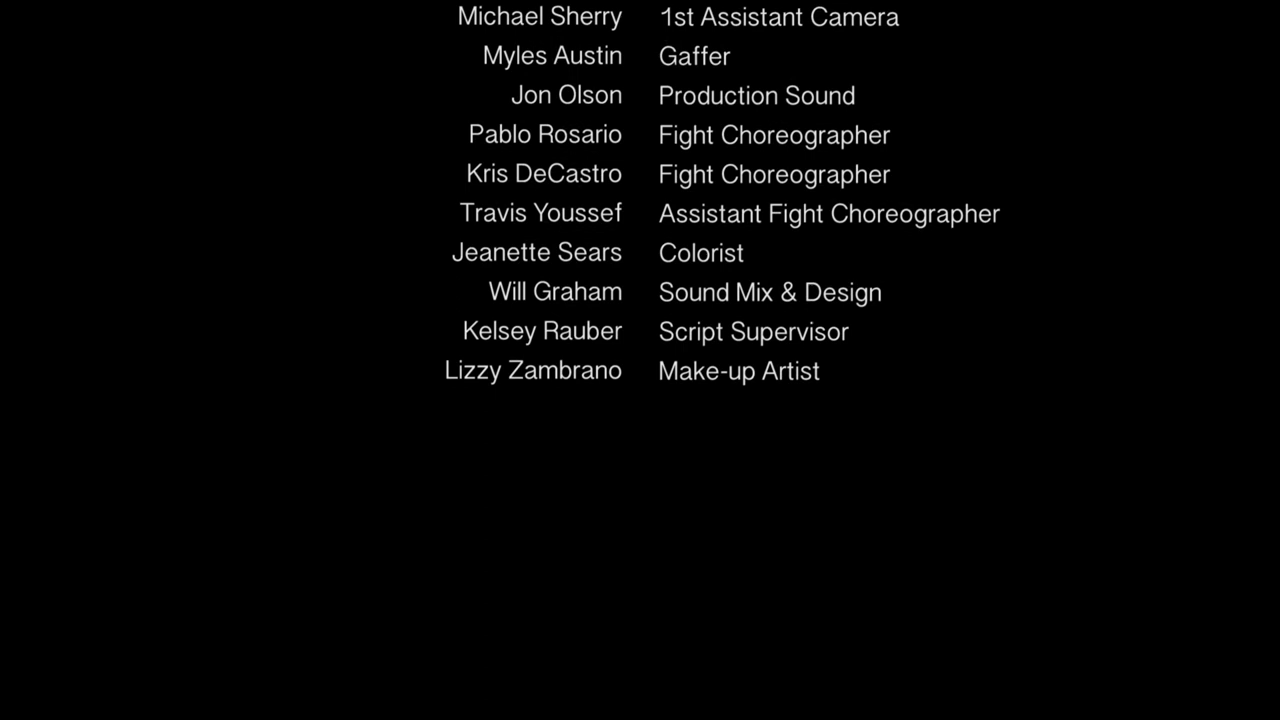 Michael Sherry 1st Assistant Camera
Myles Austin Gaffer
Jon Olson Production Sound
Pablo Rosario Fight Choreographer
Kris DeCastro Fight Choreographer
Travis Youssef Assistant Fight Choreographer
Jeanette Sears Colorist
Will Graham Sound Mix & Design
Kelsey Rauber Script Supervisor
Lizzy Zambrano Make-up Artist